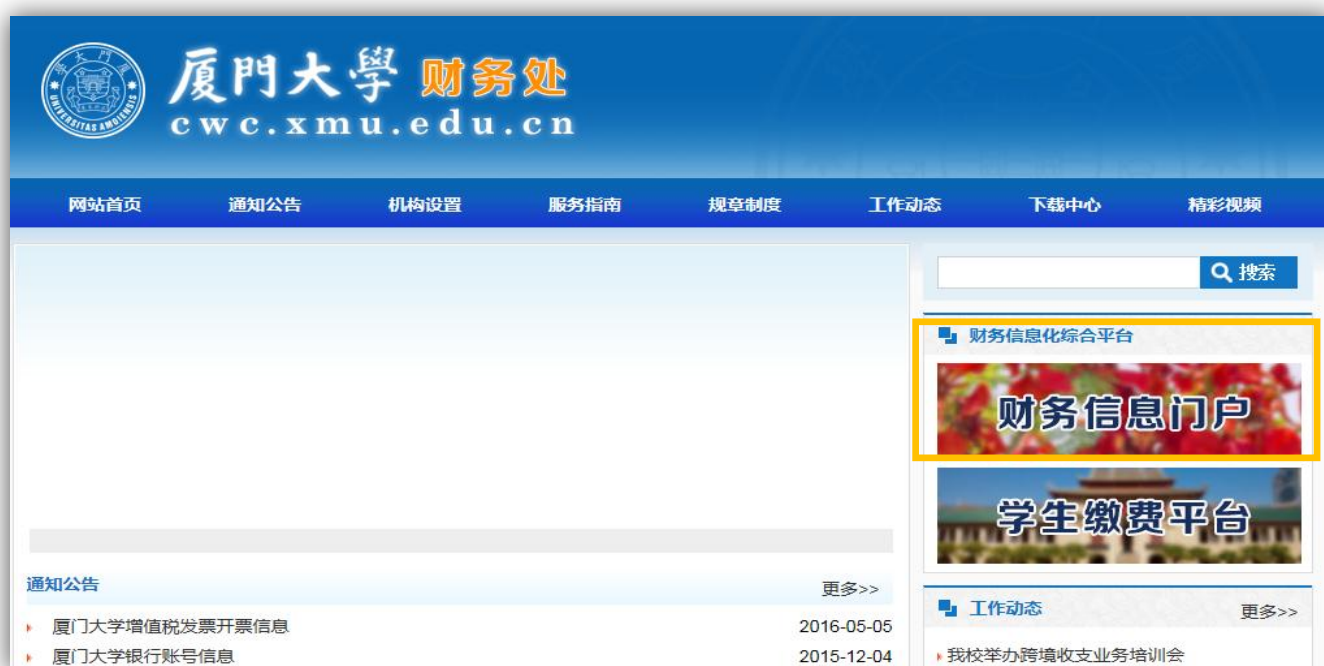 厦門大學 财务处
cwc.xmu.edu.cn
UNIVERSITAS AMOIENSIS
网站首页 通知公告 机构设置 服务指南 规章制度 工作动态 下载中心 精彩视频
搜索
财务信息化综合平台
财务信息门户
学生缴费平台
通知公告 更多>>
厦门大学增值税发票开票信息 2016-05-05
厦门大学银行账号信息 2015-12-04
工作动态 更多>>
我校举办跨境收支业务培训会